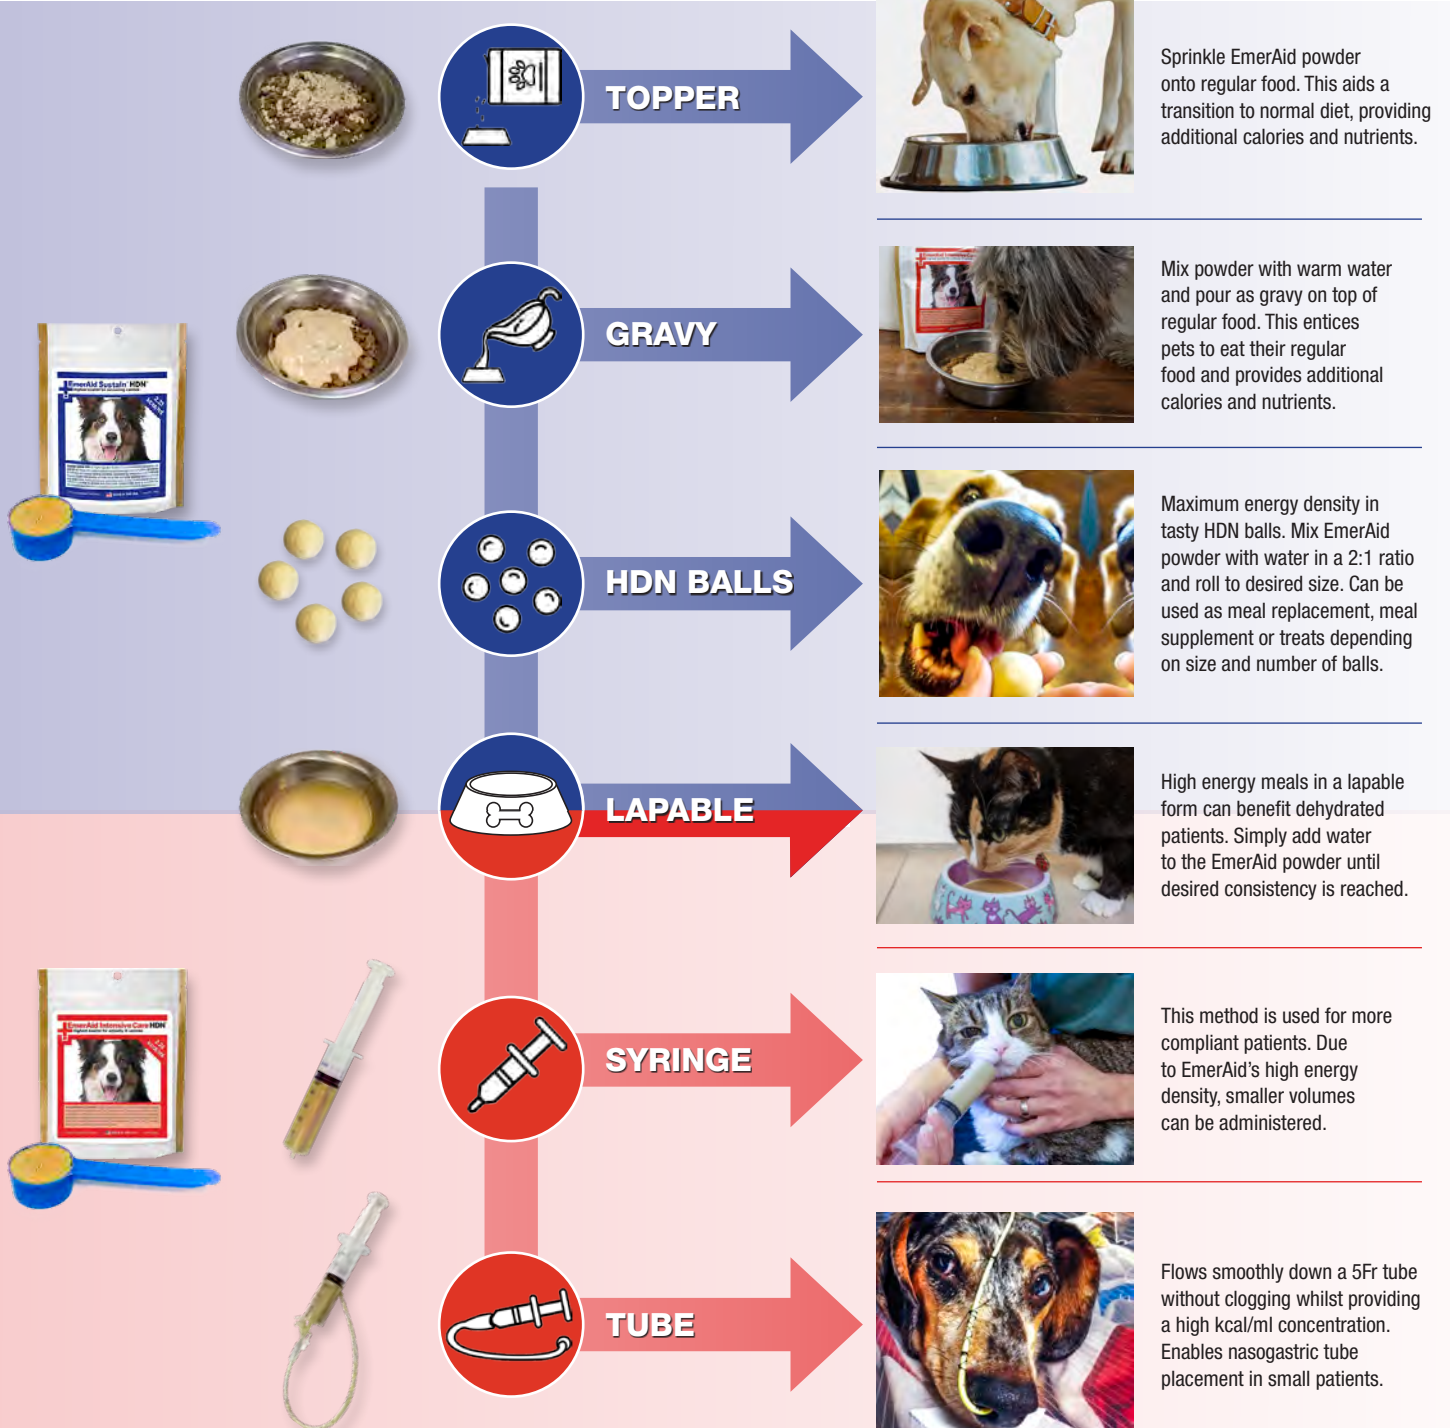 TOPPER
Sprinkle EmerAid powder
onto regular food. This aids a
transition to normal diet, providing
additional calories and nutrients.
GRAVY
Mix powder with warm water
and pour as gravy on top of
regular food. This entices
pets to eat their regular
food and provides additional
calories and nutrients.
EmerAid Sustain HDN
HDN BALLS
Maximum energy density in
tasty HDN balls. Mix EmerAid
powder with water in a 2:1 ratio
and roll to desired size. Can be
used as meal replacement, meal
supplement or treats depending
on size and number of balls.
LAPABLE
High energy meals in a lapable
form can benefit dehydrated
patients. Simply add water
to the EmerAid powder until
desired consistency is reached.
EmerAid Intensive Care HDN
SYRINGE
This method is used for more
compliant patients. Due
to EmerAid’s high energy
density, smaller volumes
can be administered.
TUBE
Flows smoothly down a 5Fr tube
without clogging whilst providing
a high kcal/ml concentration.
Enables nasogastric tube
placement in small patients.